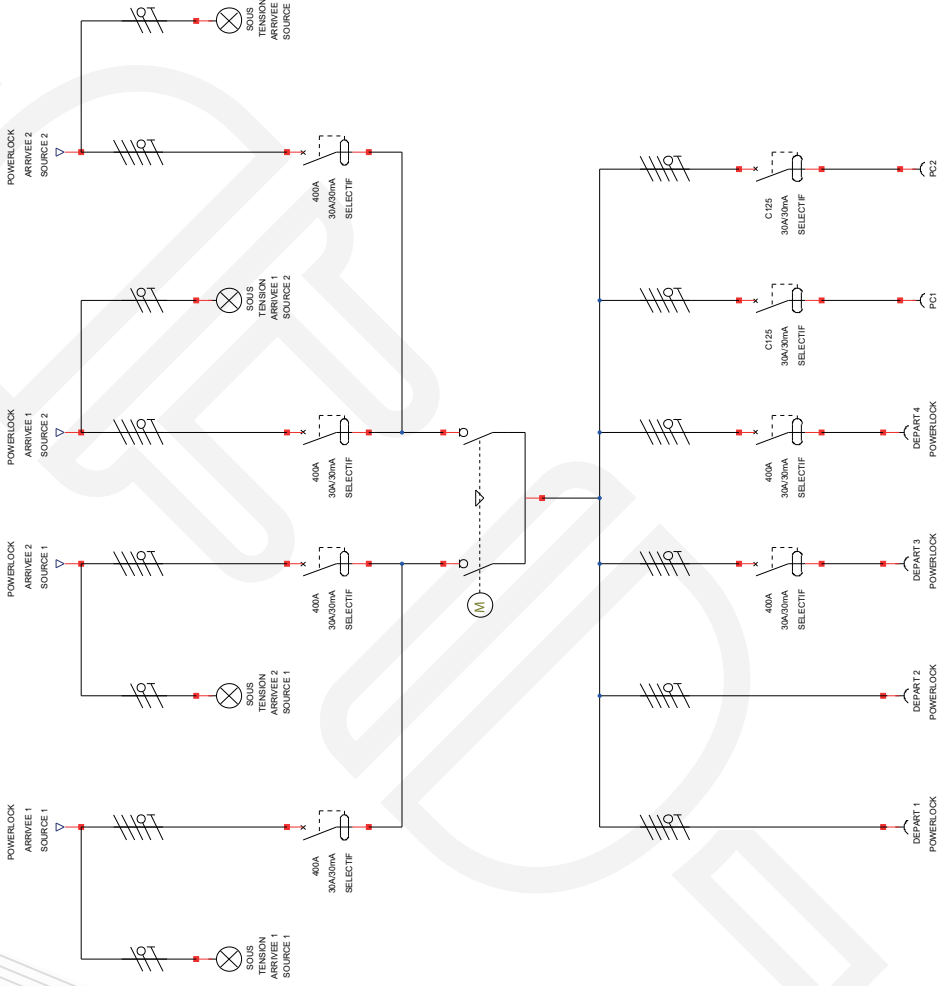 SOUS
TENSION
ARRIVEE
SOURCE 2
POWERLOCK
ARRIVEE 2
SOURCE 2
400A
30A/30mA
SELECTIF
SOUS
TENSION
ARRIVEE 1
SOURCE 2
POWERLOCK
ARRIVEE 1
SOURCE 2
400A
30A/30mA
SELECTIF
POWERLOCK
ARRIVEE 2
SOURCE 1
400A
30A/30mA
SELECTIF
SOUS
TENSION
ARRIVEE 2
SOURCE 1
POWERLOCK
ARRIVEE 1
SOURCE 1
400A
30A/30mA
SELECTIF
SOUS
TENSION
ARRIVEE 1
SOURCE 1
M
C125
30A/30mA
SELECTIF
PC2
C125
30A/30mA
SELECTIF
PC1
400A
30A/30mA
SELECTIF
DEPART 4
POWERLOCK
400A
30A/30mA
SELECTIF
DEPART 3
POWERLOCK
DEPART 2
POWERLOCK
DEPART 1
POWERLOCK